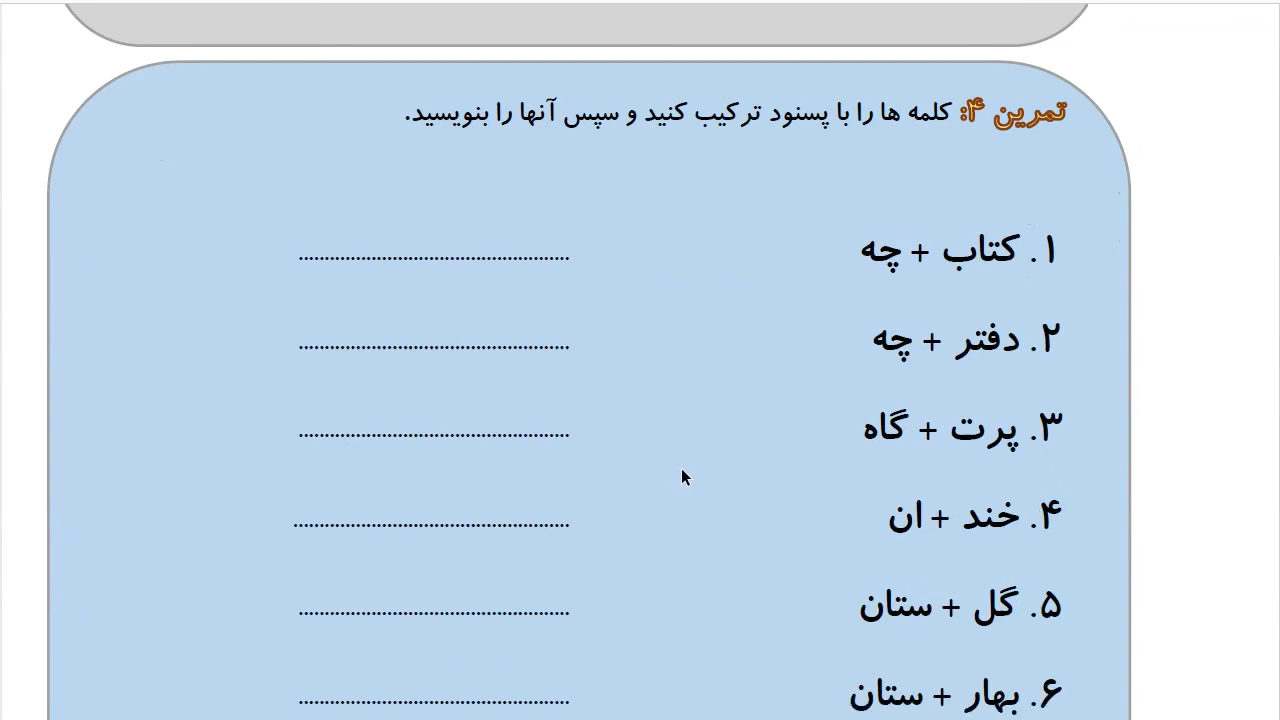 تمرین ۴: کلمه ها را با پسنود ترکیب کنید و سپس آنها را بنویسید.
۱. کتاب + چه ....................................................
۲. دفتر + چه ....................................................
۳. پرت + گاه ....................................................
۴. خند + ان .....................................................
۵. گل + ستان ....................................................
۶. بهار + ستان ....................................................